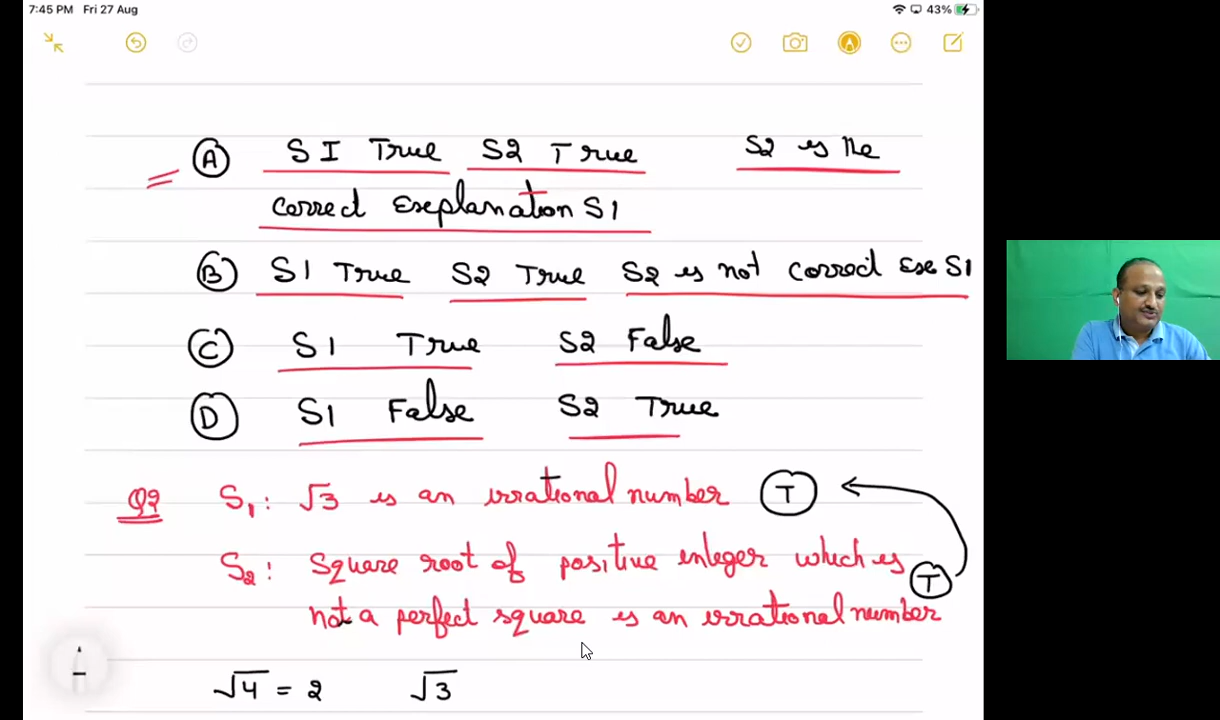 7:45 PM Fri 27 Aug 43%
A S I True S2 True S2 is the
correct Explanation S1
B S1 True S2 True S2 is not correct Exe S1
C S1 True S2 False
D S1 False S2 True
Q2 S₁: √3 is an irrational number T
S₂: Square root of positive integer which is T
not a perfect square is an irrational number
√4 = 2 √3